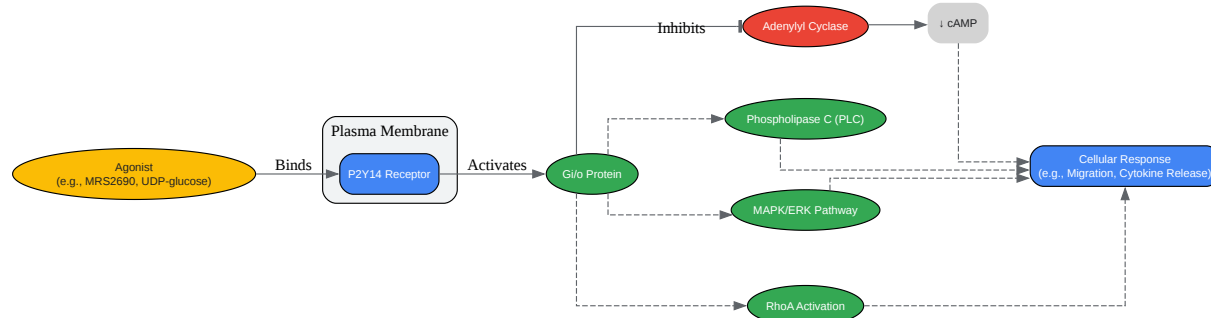 Inhibits
Adenylyl Cyclase
↓ cAMP
Phospholipase C (PLC)
Plasma Membrane
Agonist
(e.g., MRS2690, UDP-glucose)
Binds
P2Y14 Receptor
Activates
Gi/o Protein
Cellular Response
(e.g., Migration, Cytokine Release)
MAPK/ERK Pathway
RhoA Activation